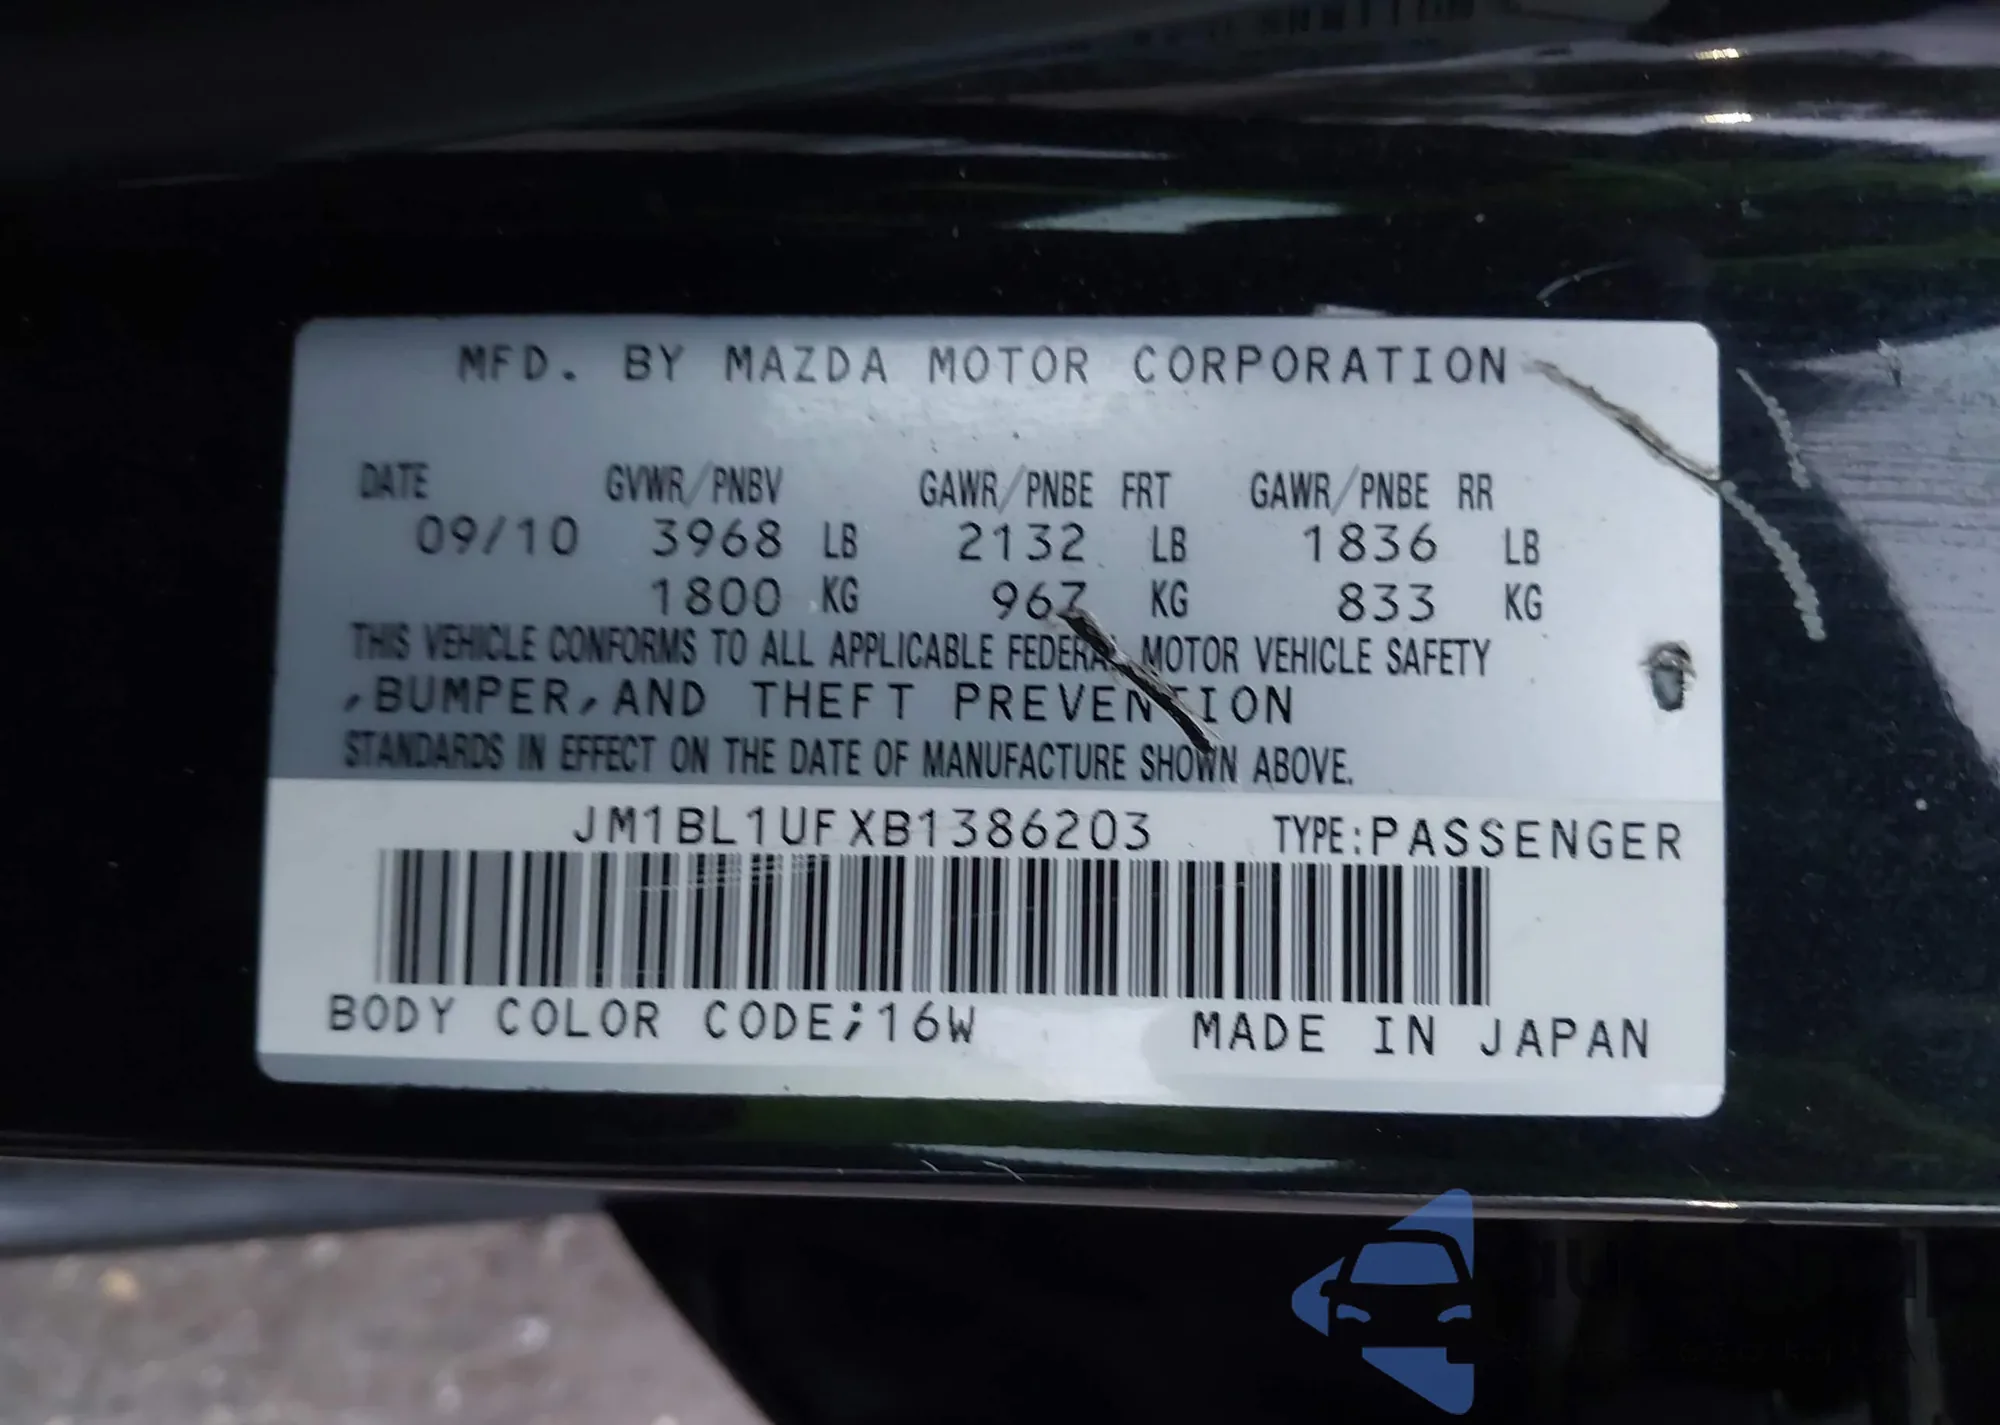 MFD. BY MAZDA MOTOR CORPORATION
DATE GVWR/PNBV GAWR/PNBE FRT GAWR/PNBE RR
09/10 3968 LB 2132 LB 1836 LB
1800 KG 967 KG 833 KG
THIS VEHICLE CONFORMS TO ALL APPLICABLE FEDERAL MOTOR VEHICLE SAFETY
,BUMPER,AND THEFT PREVENTION
STANDARDS IN EFFECT ON THE DATE OF MANUFACTURE SHOWN ABOVE.
JM1BL1UFXB1386203 TYPE:PASSENGER
BODY COLOR CODE;16W MADE IN JAPAN